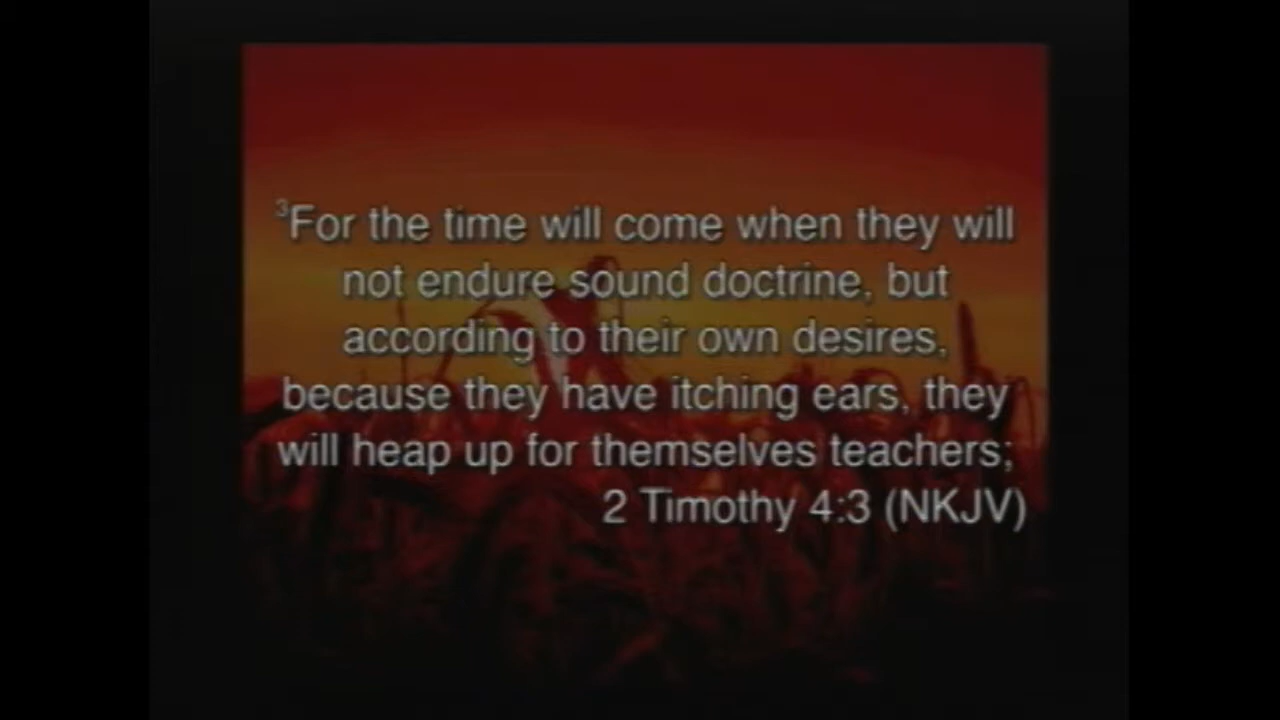 ³For the time will come when they will
not endure sound doctrine, but
according to their own desires,
because they have itching ears, they
will heap up for themselves teachers;
2 Timothy 4:3 (NKJV)